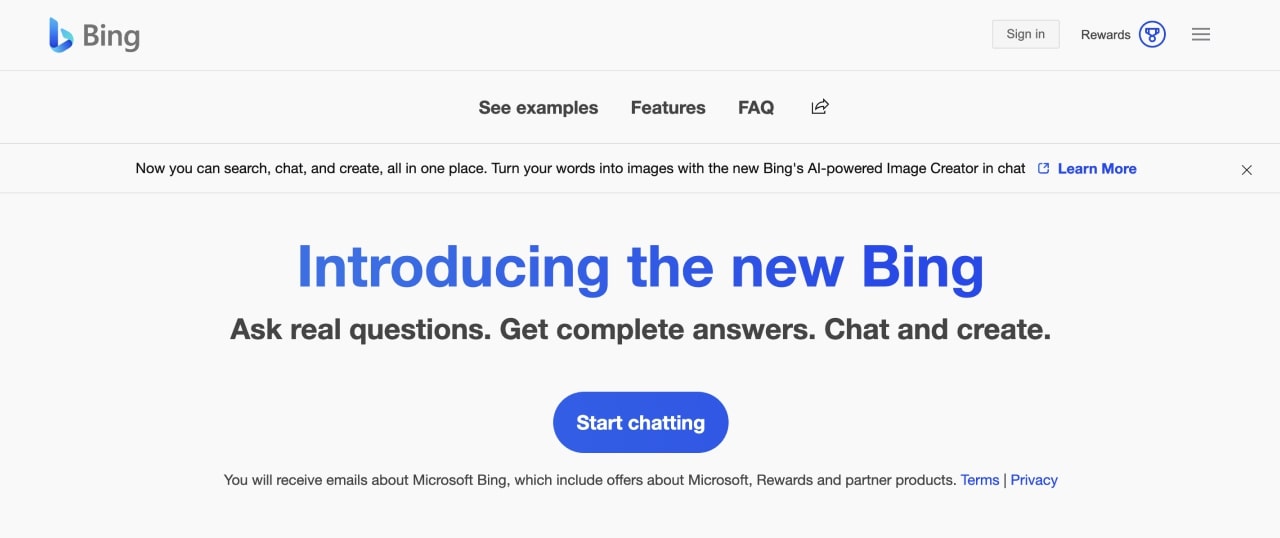 Bing
Sign in
Rewards
See examples Features FAQ
Now you can search, chat, and create, all in one place. Turn your words into images with the new Bing's AI-powered Image Creator in chat Learn More
Introducing the new Bing
Ask real questions. Get complete answers. Chat and create.
Start chatting
You will receive emails about Microsoft Bing, which include offers about Microsoft, Rewards and partner products. Terms | Privacy